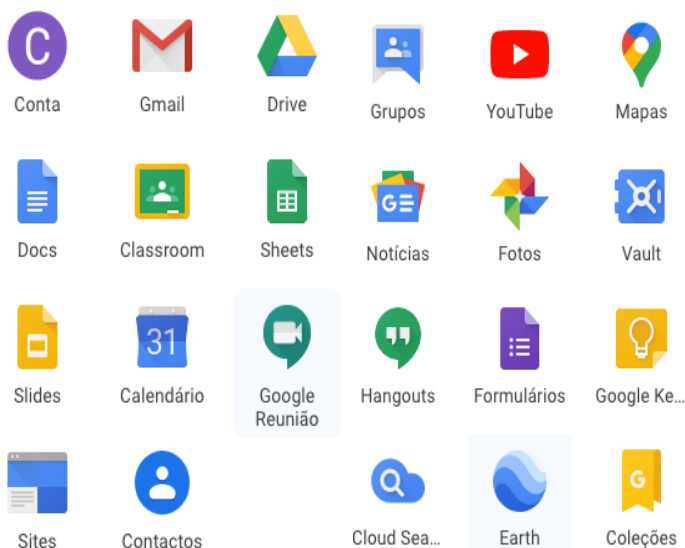 C
Conta
Gmail
Drive
Grupos
YouTube
Mapas
Docs
Classroom
Sheets
G
Notícias
Fotos
Vault
Slides
31
Calendário
Google
Reunião
Hangouts
Formulários
Google Ke...
Sites
Contactos
Cloud Sea...
Earth
G
Coleções